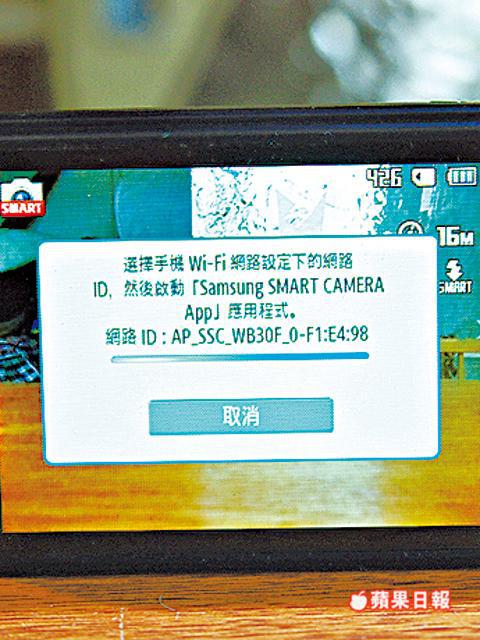 426
SMART
16M
SMART
選擇手機 Wi-Fi 網路設定下的網路
ID，然後啟動「Samsung SMART CAMERA
App」應用程式。
網路 ID : AP_SSC_WB30F_0-F1:E4:98
取消
蘋果日報